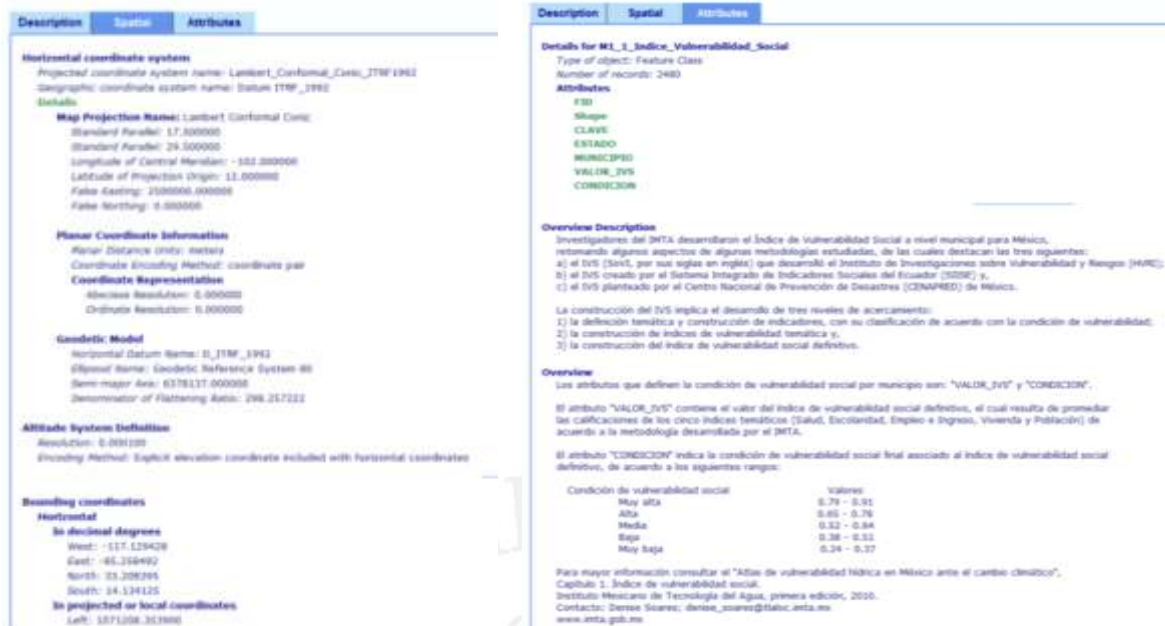 Description Spatial Attributes
Horizontal coordinate system
Projected coordinate system name: Lambert_Conformal_Conic_ITRF1992
Geographic coordinate system name: Datum ITRF_1992
Details
Map Projection Name: Lambert Conformal Conic
Standard Parallel: 17.500000
Standard Parallel: 29.500000
Longitude of Central Meridian: -102.000000
Latitude of Projection Origin: 12.000000
False Easting: 2500000.000000
False Northing: 0.000000
Planar Coordinate Information
Planar Distance Units: meters
Coordinate Encoding Method: coordinate pair
Coordinate Representation
Abscissa Resolution: 0.000000
Ordinate Resolution: 0.000000
Geodetic Model
Horizontal Datum Name: D_ITRF_1992
Ellipsoid Name: Geodetic Reference System 80
Semi-major Axis: 6378137.000000
Denominator of Flattening Ratio: 298.257222
Altitude System Definition
Resolution: 0.000100
Encoding Method: Explicit elevation coordinate included with horizontal coordinates
Bounding coordinates
Horizontal
In decimal degrees
West: -117.129428
East:
North:
South: 14.134125
In projected or local coordinates
Left:
Description Spatial Attributes
Details for M1_1_Indice_Vulnerabilidad_Social
Type of object: Feature Class
Number of records: 2480
Attributes
FID
Shape
CLAVE
ESTADO
MUNICIPIO
VALOR_IVS
CONDICION
Overview Description
Investigadores del IMTA desarrollaron el Índice de Vulnerabilidad Social a nivel municipal para México,
retomando algunos aspectos de algunas metodologías estudiadas, de las cuales destacan las tres siguientes:
a) el IVS (SoVI, por sus siglas en inglés) que desarrolló el Instituto de Investigaciones sobre Vulnerabilidad y Riesgos (HVRI);
b) el IVS creado por el Sistema Integrado de Indicadores Sociales del Ecuador (SIISE) y,
c) el IVS planteado por el Centro Nacional de Prevención de Desastres (CENAPRED) de México.
La construcción del IVS implica el desarrollo de tres niveles de acercamiento:
1) la definición temática y construcción de indicadores, con su clasificación de acuerdo con la condición de vulnerabilidad;
2) la construcción de índices de vulnerabilidad temática y,
3) la construcción del índice de vulnerabilidad social definitivo.
Overview
Los atributos que definen la condición de vulnerabilidad social por municipio son: "VALOR_IVS" y "CONDICION".
El atributo "VALOR_IVS" contiene el valor del índice de vulnerabilidad social definitivo, el cual resulta de promediar
las calificaciones de los cinco índices temáticos (Salud, Escolaridad, Empleo e Ingreso, Vivienda y Población) de
acuerdo a la metodología desarrollada por el IMTA.
El atributo "CONDICION" indica la condición de vulnerabilidad social final asociado al índice de vulnerabilidad social
definitivo, de acuerdo a los siguientes rangos:
Condición de vulnerabilidad social Valores
Muy alta 0.79 - 0.91
Alta 0.65 - 0.78
Media 0.52 - 0.64
Baja 0.38 - 0.51
Muy baja 0.24 - 0.37
Para mayor información consultar el "Atlas de vulnerabilidad hídrica en México ante el cambio climático",
Capítulo 1. Índice de vulnerabilidad social.
Instituto Mexicano de Tecnología del Agua, primera edición, 2010.
Contacto: Denise Soares; denise_soares@tlaloc.imta.mx
www.imta.gob.mx